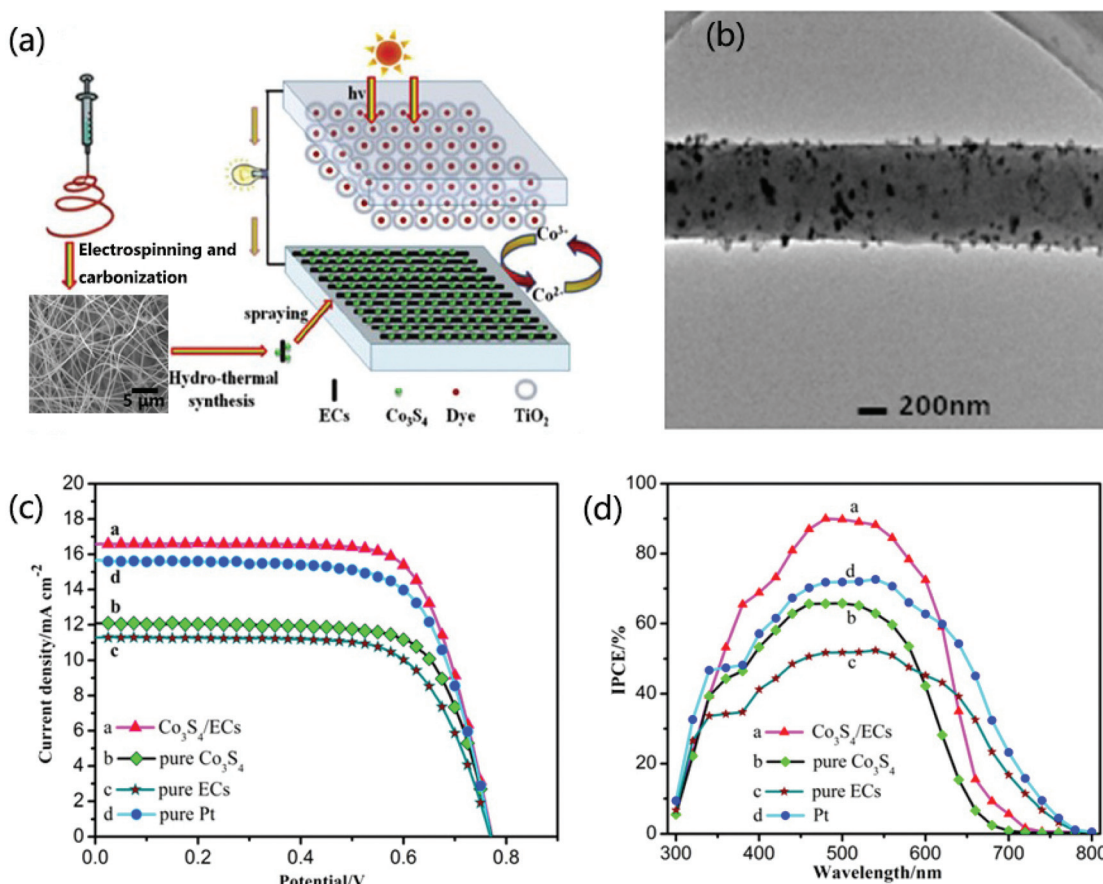 (a)
hv
Electrospinning and
carbonization
Co³⁻
Co²⁻
spraying
5 μm
Hydro-thermal
synthesis
ECs
Co₃S₄
Dye
TiO₂
(b)
200nm
(c)
20
18
16
14
12
10
8
6
4
2
0
Current density/mA cm⁻²
a
d
b
c
a Co₃S₄/ECs
b pure Co₃S₄
c pure ECs
d pure Pt
0.0 0.2 0.4 0.6 0.8
Potential/V
(d)
100
80
60
40
20
0
IPCE/%
a
d
b
c
a Co₃S₄/ECs
b pure Co₃S₄
c pure ECs
d Pt
300 400 500 600 700 800
Wavelength/nm